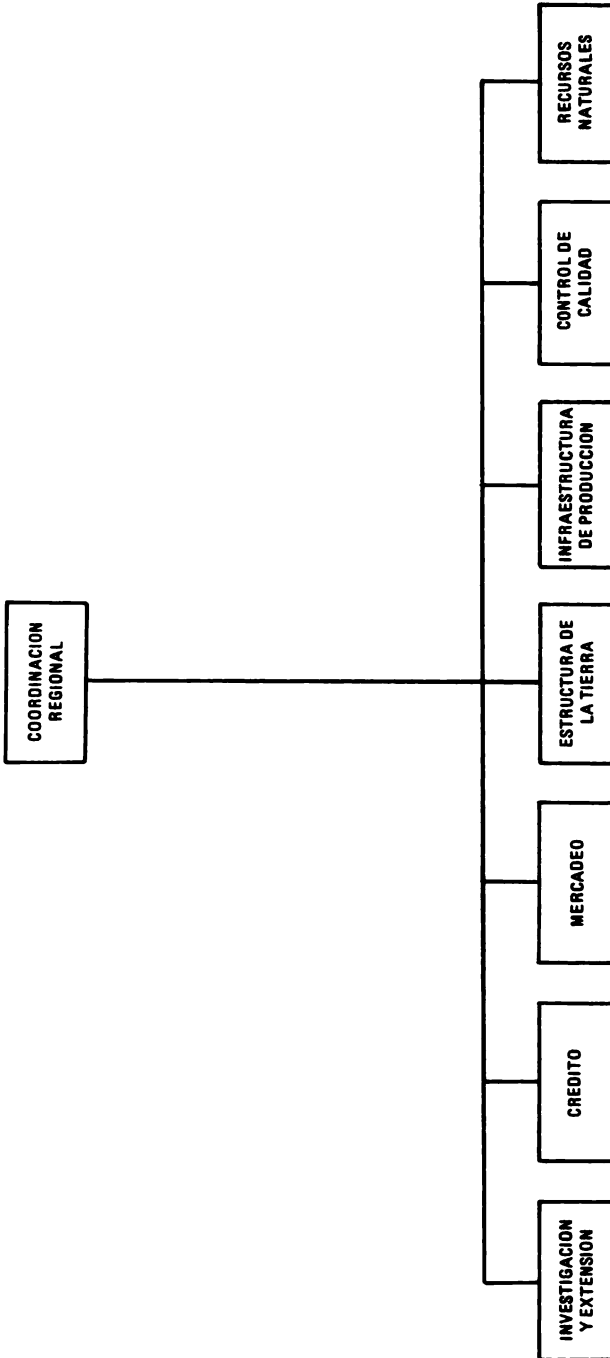 COORDINACION
REGIONAL
INVESTIGACION
Y EXTENSION
CREDITO
MERCADEO
ESTRUCTURA DE
LA TIERRA
INFRAESTRUCTURA
DE PRODUCCION
CONTROL DE
CALIDAD
RECURSOS
NATURALES